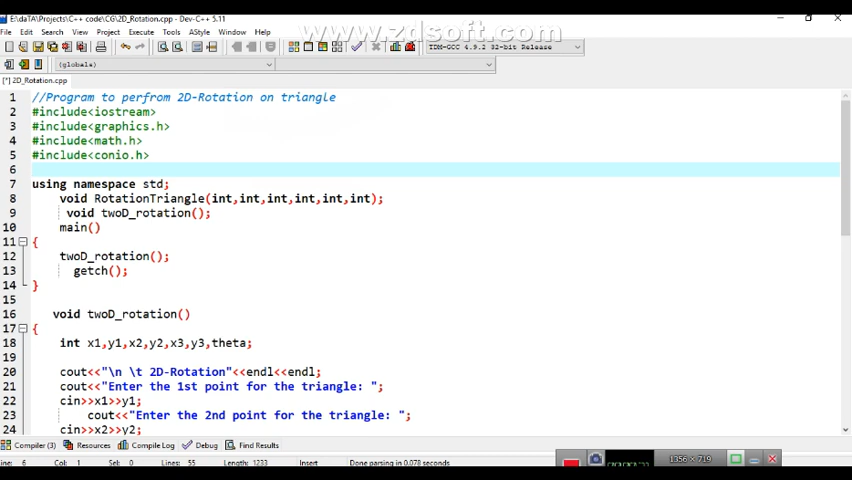 E:\daTA\Projects\C++ code\CG\2D_Rotation.cpp - Dev-C++ 5.11
www.zdsoft.com
File Edit Search View Project Execute Tools AStyle Window Help
TDM-GCC 4.9.2 32-bit Release
(globals)
[*] 2D_Rotation.cpp
1 //Program to perfrom 2D-Rotation on triangle
2 #include<iostream>
3 #include<graphics.h>
4 #include<math.h>
5 #include<conio.h>
6
7 using namespace std;
8 void RotationTriangle(int,int,int,int,int,int);
9 void twoD_rotation();
10 main()
11 {
12 twoD_rotation();
13 getch();
14 }
15
16 void twoD_rotation()
17 {
18 int x1,y1,x2,y2,x3,y3,theta;
19
20 cout<<"\n \t 2D-Rotation"<<endl<<endl;
21 cout<<"Enter the 1st point for the triangle: ";
22 cin>>x1>>y1;
23 cout<<"Enter the 2nd point for the triangle: ";
24 cin>>x2>>y2;
Compiler (3) Resources Compile Log Debug Find Results
Line: 6 Col: 1 Sel: 0 Lines: 55 Length: 1233 Insert Done parsing in 0.078 seconds
1356 × 719